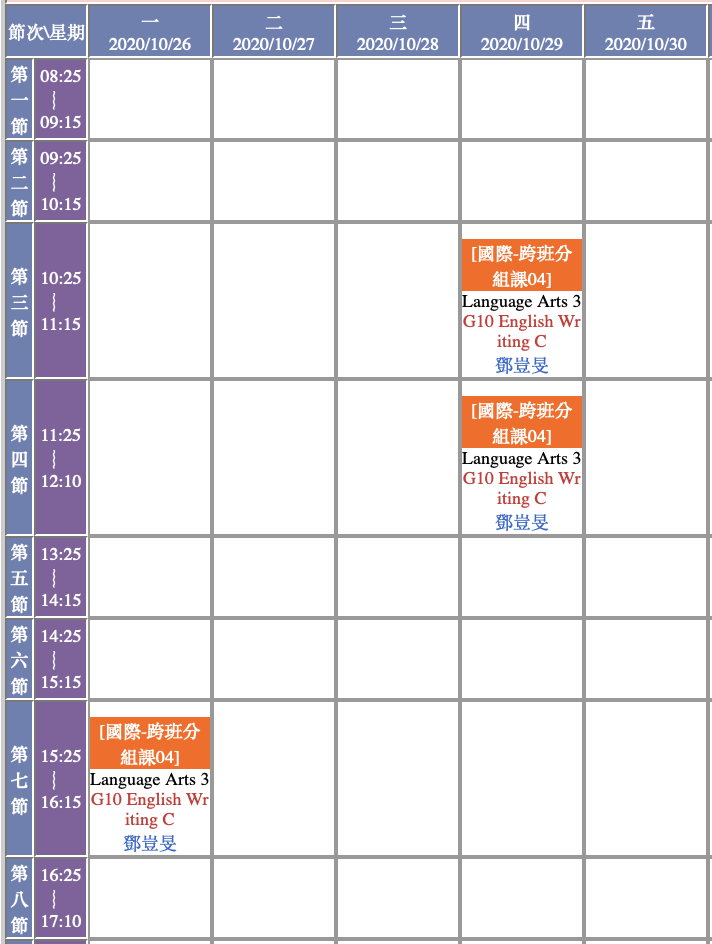 節次\星期
一
2020/10/26
二
2020/10/27
三
2020/10/28
四
2020/10/29
五
2020/10/30
第一節
08:25
~
09:15
第二節
09:25
~
10:15
第三節
10:25
~
11:15
[國際-跨班分
組課04]
Language Arts 3
G10 English Wr
iting C
鄧豈旻
第四節
11:25
~
12:10
[國際-跨班分
組課04]
Language Arts 3
G10 English Wr
iting C
鄧豈旻
第五節
13:25
~
14:15
第六節
14:25
~
15:15
第七節
15:25
~
16:15
[國際-跨班分
組課04]
Language Arts 3
G10 English Wr
iting C
鄧豈旻
第八節
16:25
~
17:10